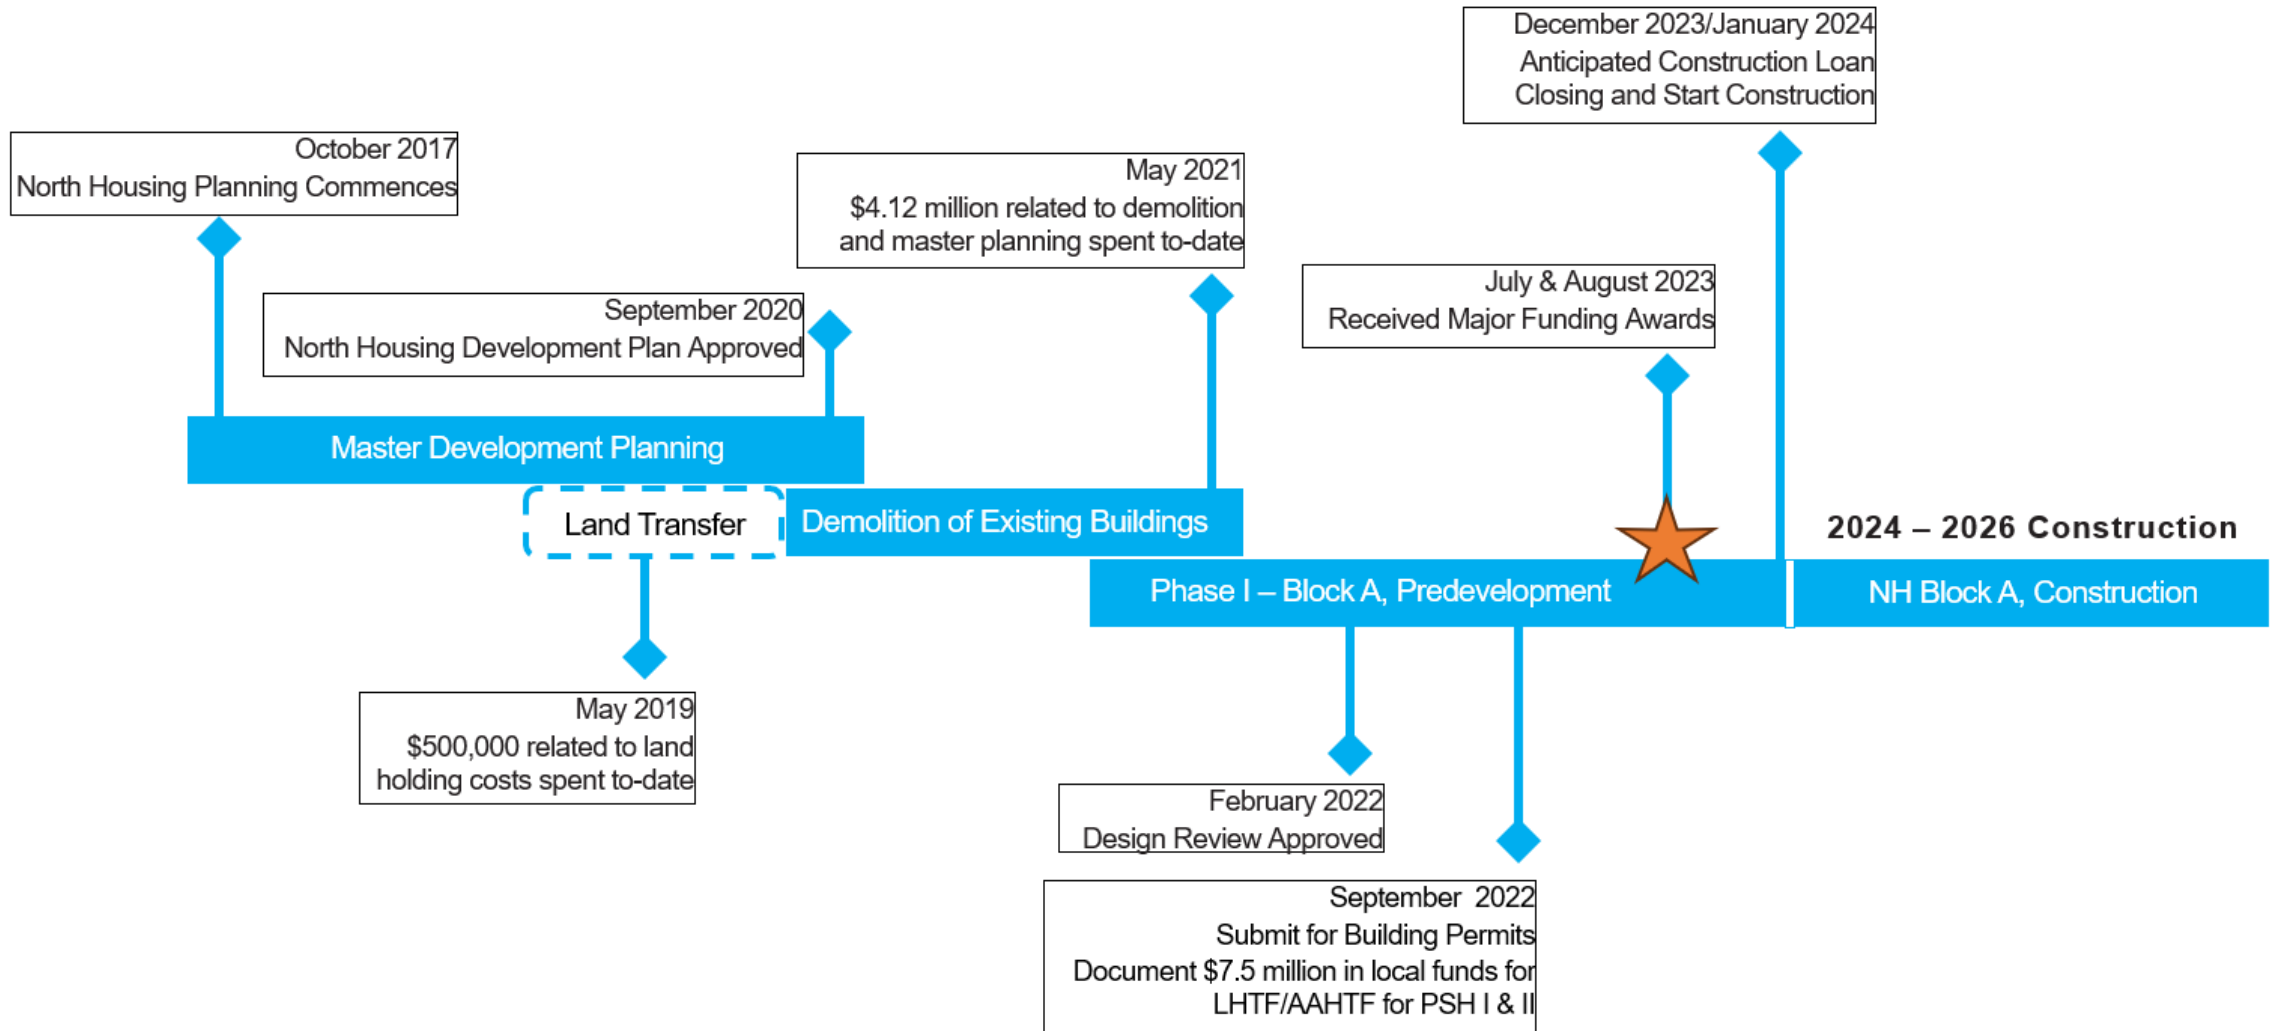 December 2023/January 2024
Anticipated Construction Loan
Closing and Start Construction
October 2017
North Housing Planning Commences
May 2021
$4.12 million related to demolition
and master planning spent to-date
September 2020
North Housing Development Plan Approved
July & August 2023
Received Major Funding Awards
Master Development Planning
Land Transfer
Demolition of Existing Buildings
2024 – 2026 Construction
Phase I – Block A, Predevelopment
NH Block A, Construction
May 2019
$500,000 related to land
holding costs spent to-date
February 2022
Design Review Approved
September 2022
Submit for Building Permits
Document $7.5 million in local funds for
LHTF/AAHTF for PSH I & II